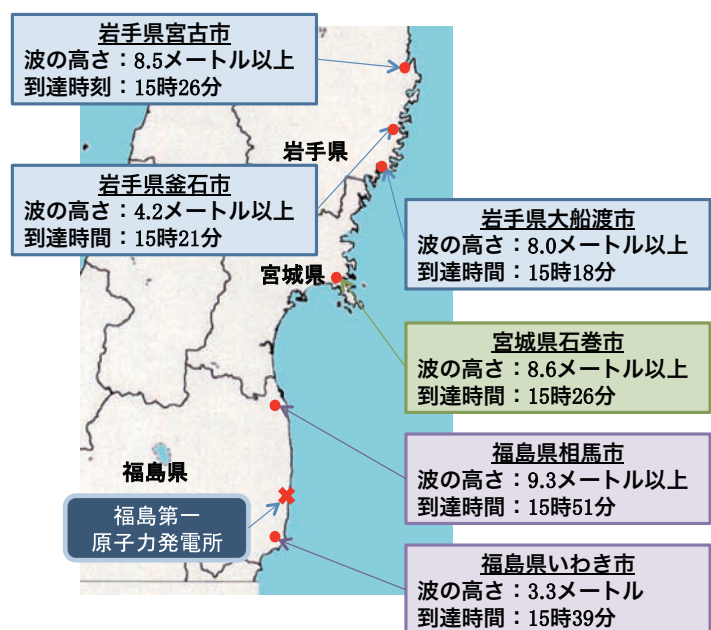 岩手県宮古市
波の高さ：8.5メートル以上
到達時刻：15時26分
岩手県
岩手県釜石市
波の高さ：4.2メートル以上
到達時間：15時21分
岩手県大船渡市
波の高さ：8.0メートル以上
到達時間：15時18分
宮城県
宮城県石巻市
波の高さ：8.6メートル以上
到達時間：15時26分
福島県相馬市
波の高さ：9.3メートル以上
到達時間：15時51分
福島県
福島第一
原子力発電所
福島県いわき市
波の高さ：3.3メートル
到達時間：15時39分